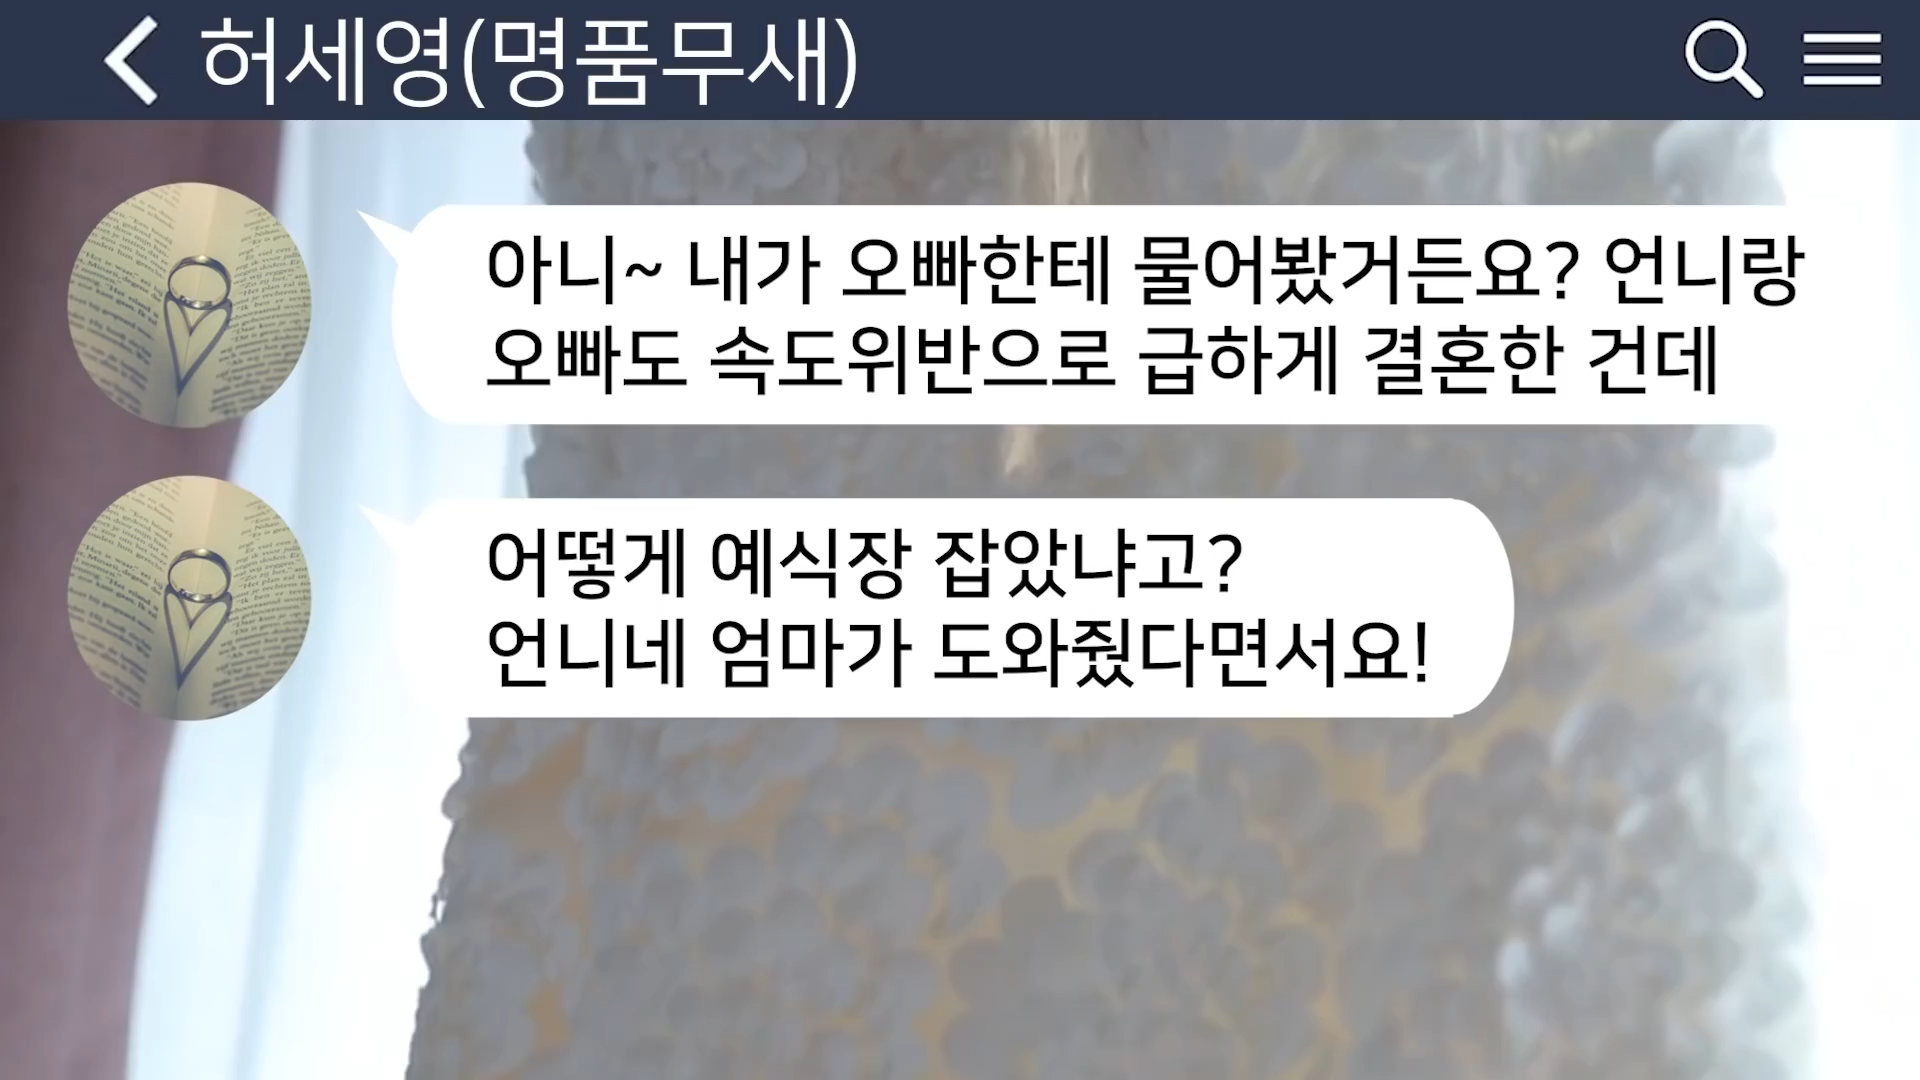 허세영(명품무새)
아니~ 내가 오빠한테 물어봤거든요? 언니랑
오빠도 속도위반으로 급하게 결혼한 건데
어떻게 예식장 잡았냐고?
언니네 엄마가 도와줬다면서요!